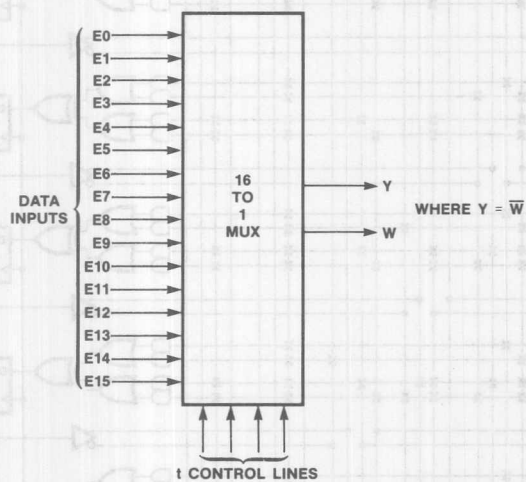 E0
E1
E2
E3
E4
E5
E6
E7
E8
E9
E10
E11
E12
E13
E14
E15
DATA
INPUTS
16
TO
1
MUX
Y
W
WHERE Y = W̅
t CONTROL LINES